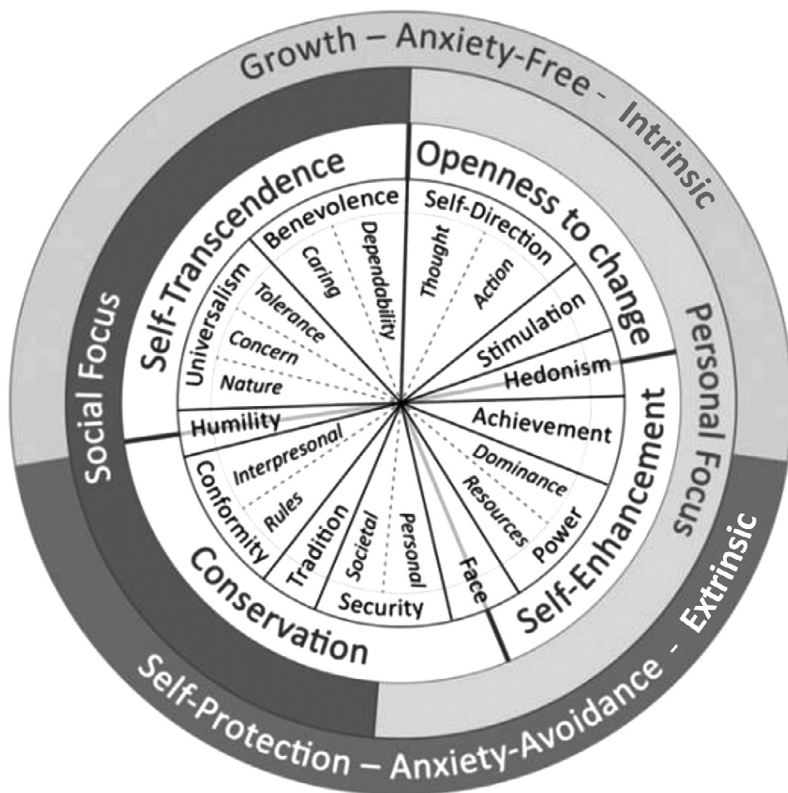 Growth – Anxiety-Free - Intrinsic
Self-Protection – Anxiety-Avoidance - Extrinsic
Social Focus
Personal Focus
Self-Transcendence
Openness to change
Self-Enhancement
Conservation
Benevolence
Caring
Dependability
Self-Direction
Thought
Action
Stimulation
Hedonism
Achievement
Power
Dominance
Resources
Face
Security
Personal
Societal
Tradition
Conformity
Rules
Interpresonal
Humility
Universalism
Nature
Concern
Tolerance